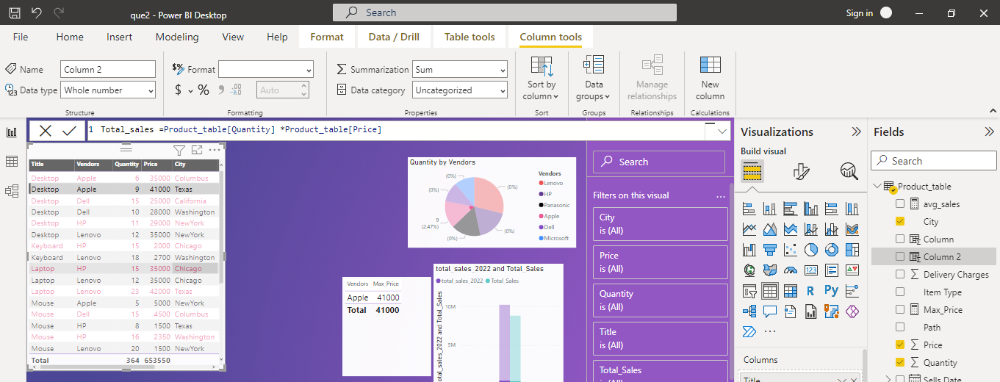 que2 - Power BI Desktop
Search
Sign in
File Home Insert Modeling View Help Format Data / Drill Table tools Column tools
Name Column 2
Data type Whole number
Structure
Format
$ % 9 .00
Auto
Formatting
Summarization Sum
Data category Uncategorized
Properties
Sort by
column
Sort
Data
groups
Groups
Manage
relationships
Relationships
New
column
Calculations
1 Total_sales =Product_table[Quantity] *Product_table[Price]
Title Vendors Quantity Price City
Desktop Apple 6 35000 Columbus
Desktop Apple 9 41000 Texas
Desktop Dell 15 25000 California
Desktop Dell 10 28000 Washington
Desktop HP 11 29000 NewYork
Desktop Lenovo 12 35000 NewYork
Keyboard HP 15 2000 Chicago
Keyboard Lenovo 18 2700 Washington
Laptop HP 15 35000 Chicago
Laptop Lenovo 12 35000 Chicago
Laptop Lenovo 23 42000 Texas
Mouse Apple 5 5000 NewYork
Mouse Dell 15 4500 Columbus
Mouse HP 8 1500 Texas
Mouse HP 16 2350 Washington
Mouse Lenovo 20 1500 NewYork
Total 364 653550
Quantity by Vendors
(0%)
(0%)
9
(2.47%)
(0%)
(0%)
(0%)
Vendors
Lenovo
HP
Panasonic
Apple
Dell
Microsoft
Vendors Max_Price
Apple 41000
Total 41000
total_sales_2022 and Total_Sales
total_sales_2022 Total_Sales
otal_sales_2022 and Total_Sales
10M
5M
Search
Filters on this visual
City
is (All)
Price
is (All)
Quantity
is (All)
Title
is (All)
Total_Sales
Visualizations
Build visual
123
R Py
Columns
Title
Fields
Search
Product_table
avg_sales
City
Column
Column 2
Delivery Charges
Item Type
Max_Price
Path
Price
Quantity
Sells Date